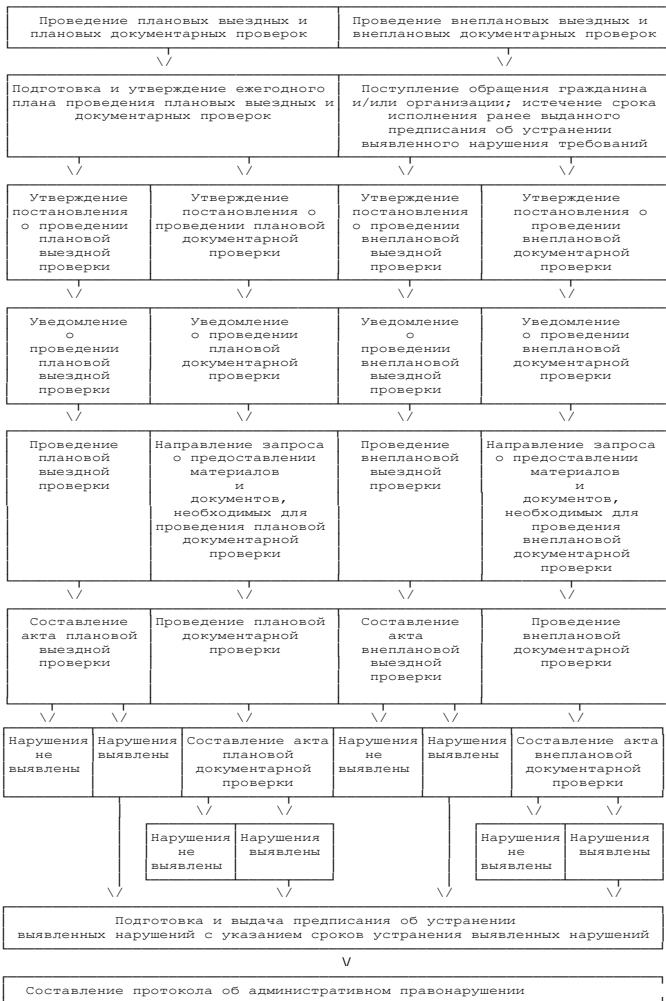 Проведение плановых выездных и
плановых документарных проверок
Проведение внеплановых выездных и
внеплановых документарных проверок
\/
\/
Подготовка и утверждение ежегодного
плана проведения плановых выездных и
документарных проверок
Поступление обращения гражданина
и/или организации; истечение срока
исполнения ранее выданного
предписания об устранении
выявленного нарушения требований
\/
\/
\/
\/
Утверждение
постановления
о проведении
плановой
выездной
проверки
Утверждение
постановления о
проведении плановой
документарной
проверки
Утверждение
постановления
о проведении
внеплановой
выездной
проверки
Утверждение
постановления о
проведении
внеплановой
документарной
проверки
\/
\/
\/
\/
Уведомление
о
проведении
плановой
выездной
проверки
Уведомление
о проведении
плановой
документарной
проверки
Уведомление
о
проведении
внеплановой
выездной
проверки
Уведомление
о проведении
внеплановой
документарной
проверки
\/
\/
\/
\/
Проведение
плановой
выездной
проверки
Направление запроса
о предоставлении
материалов
и
документов,
необходимых для
проведения плановой
документарной
проверки
Проведение
внеплановой
выездной
проверки
Направление запроса
о предоставлении
материалов
и
документов,
необходимых для
проведения
внеплановой
документарной
проверки
\/
\/
\/
\/
Составление
акта плановой
выездной
проверки
Проведение плановой
документарной
проверки
Составление
акта
внеплановой
выездной
проверки
Проведение
внеплановой
документарной
проверки
\/
\/
\/
\/
\/
\/
Нарушения
не
выявлены
Нарушения
выявлены
Составление акта
плановой
документарной
проверки
Нарушения
не
выявлены
Нарушения
выявлены
Составление акта
внеплановой
документарной
проверки
\/
\/
\/
\/
Нарушения
не
выявлены
Нарушения
выявлены
Нарушения
не
выявлены
Нарушения
выявлены
\/
\/
\/
\/
Подготовка и выдача предписания об устранении
выявленных нарушений с указанием сроков устранения выявленных нарушений
V
Составление протокола об административном правонарушении